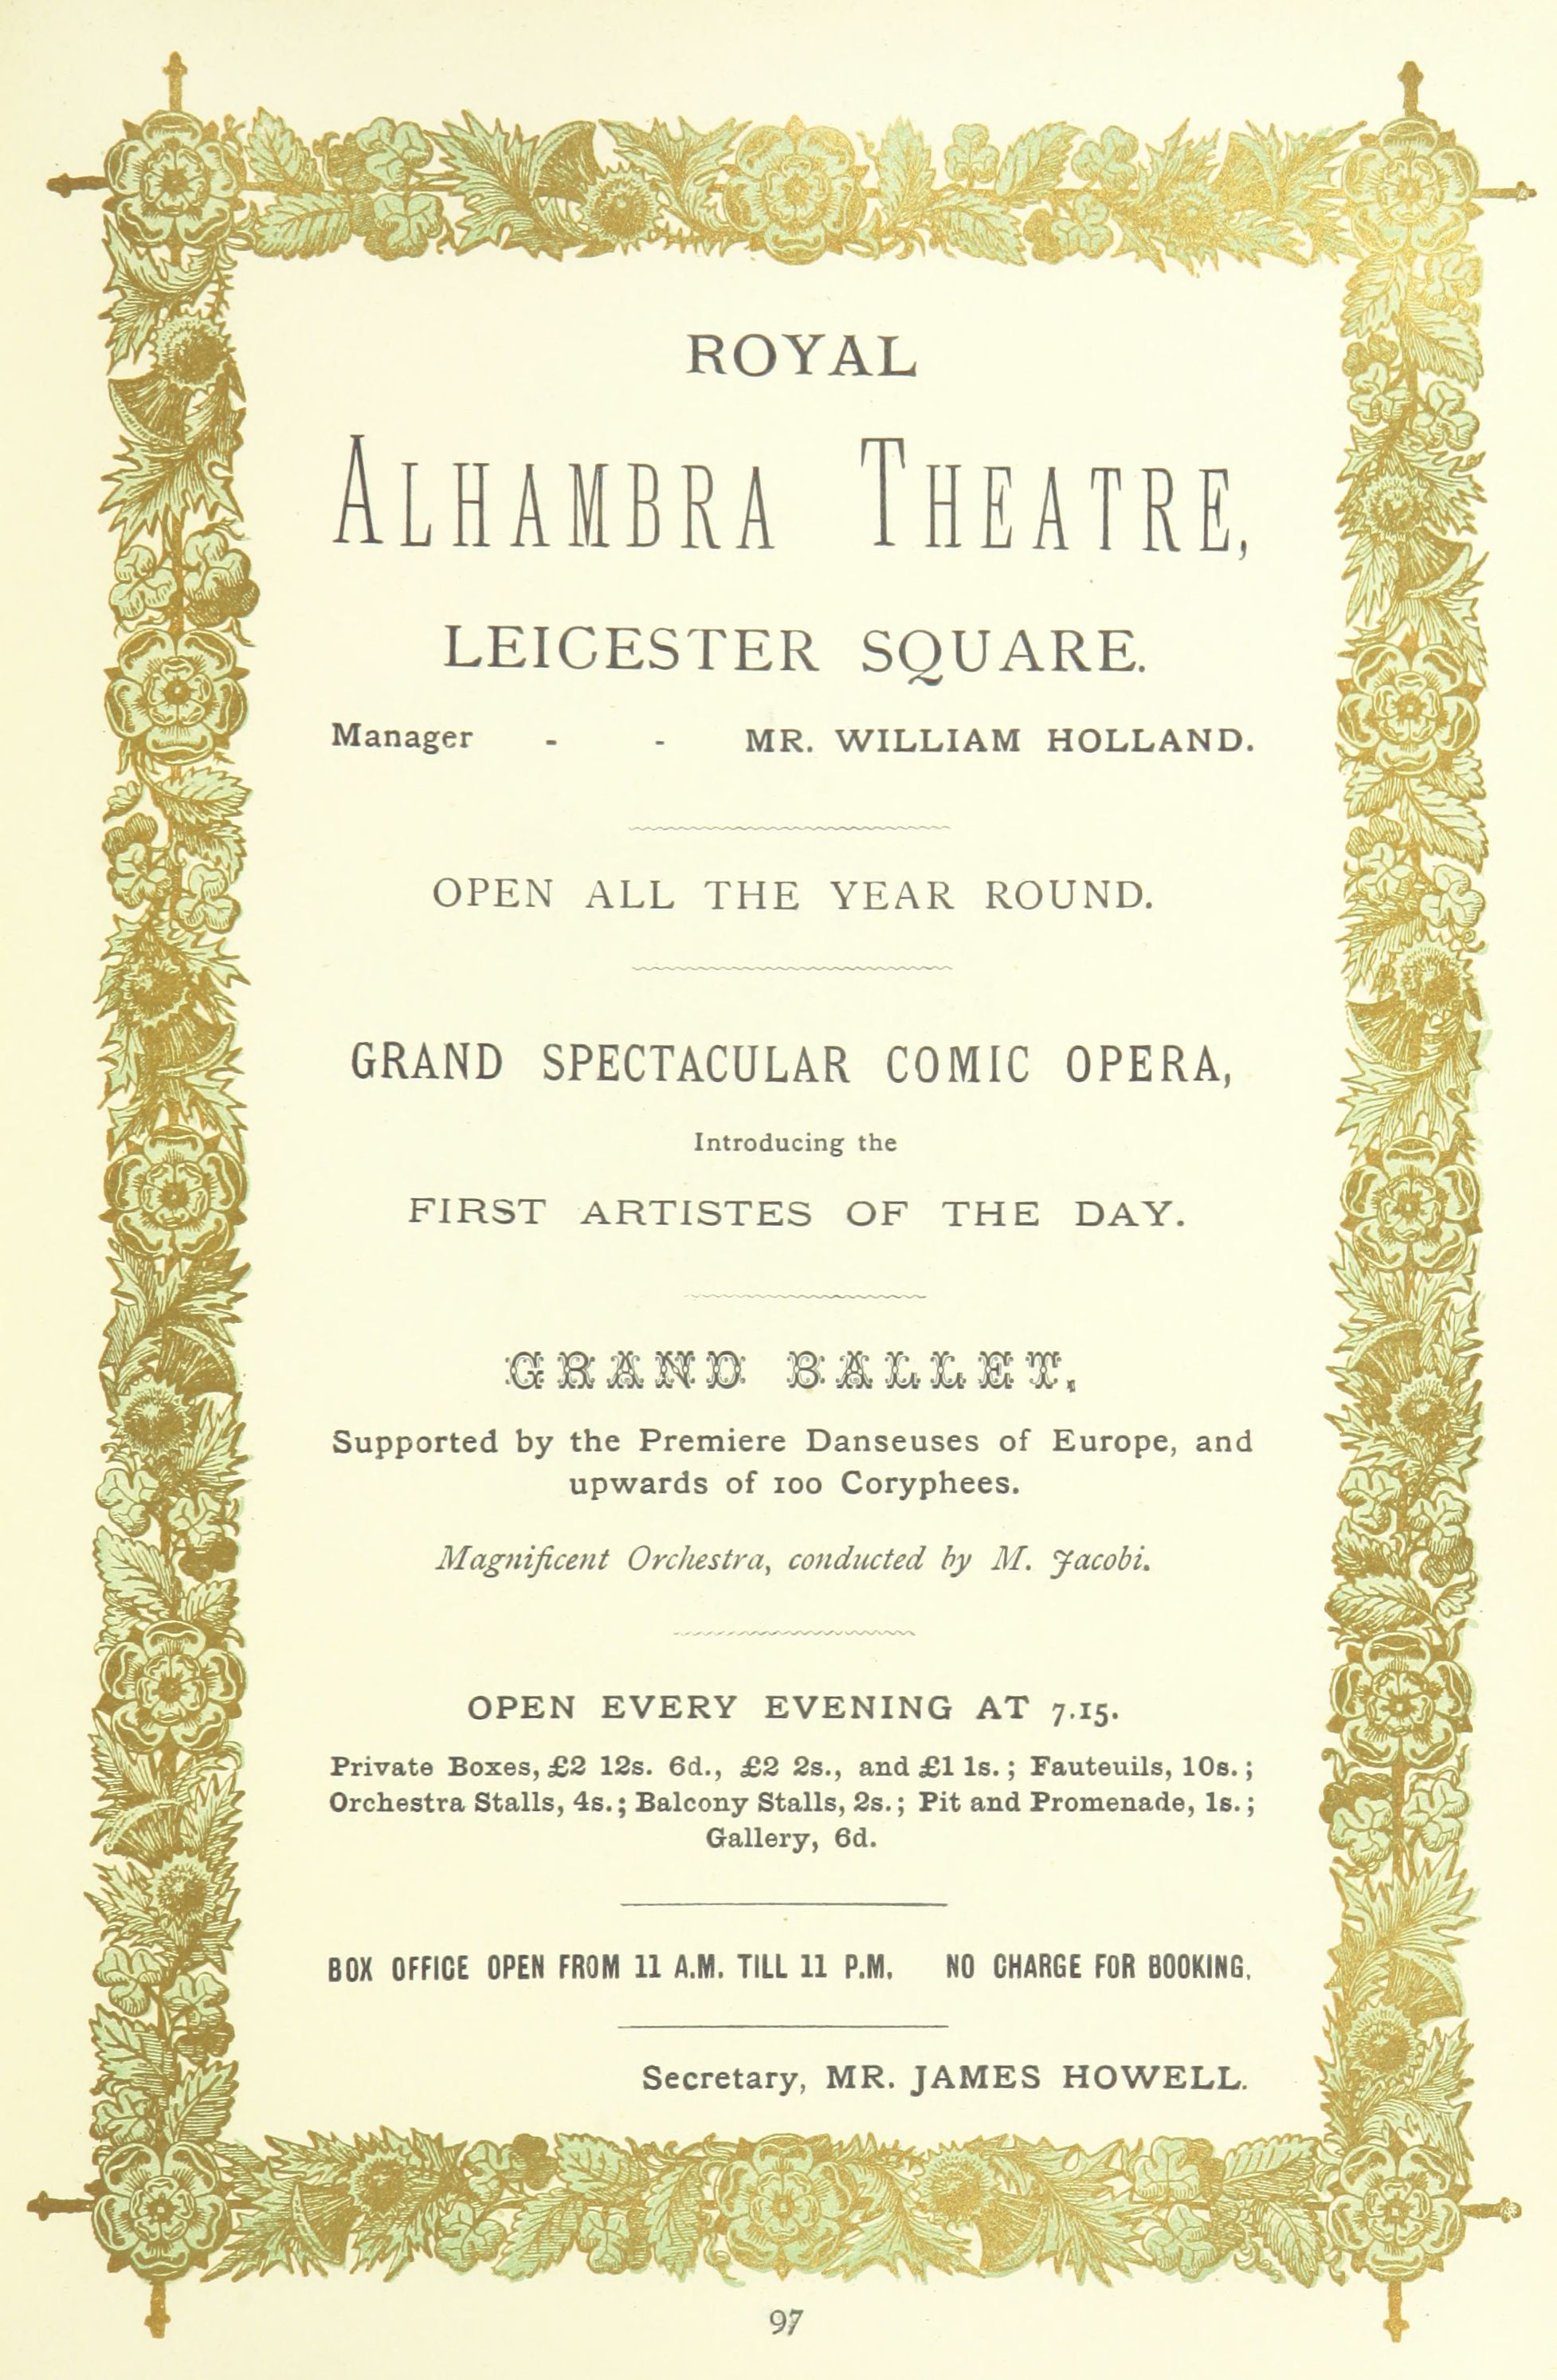 ROYAL
ALHAMBRA THEATRE,
LEICESTER SQUARE.
Manager - - MR. WILLIAM HOLLAND.
OPEN ALL THE YEAR ROUND.
GRAND SPECTACULAR COMIC OPERA,
Introducing the
FIRST ARTISTES OF THE DAY.
GRAND BALLET,
Supported by the Premiere Danseuses of Europe, and
upwards of 100 Coryphees.
Magnificent Orchestra, conducted by M. Jacobi.
OPEN EVERY EVENING AT 7.15.
Private Boxes, £2 12s. 6d., £2 2s., and £1 1s.; Fauteuils, 10s.;
Orchestra Stalls, 4s.; Balcony Stalls, 2s.; Pit and Promenade, 1s.;
Gallery, 6d.
BOX OFFICE OPEN FROM 11 A.M. TILL 11 P.M. NO CHARGE FOR BOOKING.
Secretary, MR. JAMES HOWELL.
97